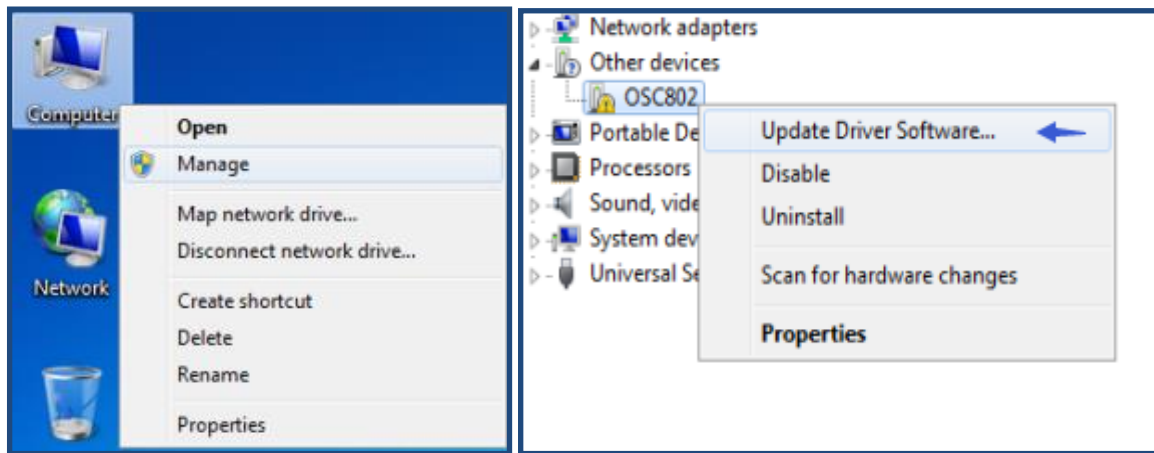 Computer
Open
Manage
Map network drive...
Disconnect network drive...
Network
Create shortcut
Delete
Rename
Properties
Network adapters
Other devices
OSC802
Portable De
Processors
Sound, vide
System dev
Universal Se
Update Driver Software...
Disable
Uninstall
Scan for hardware changes
Properties